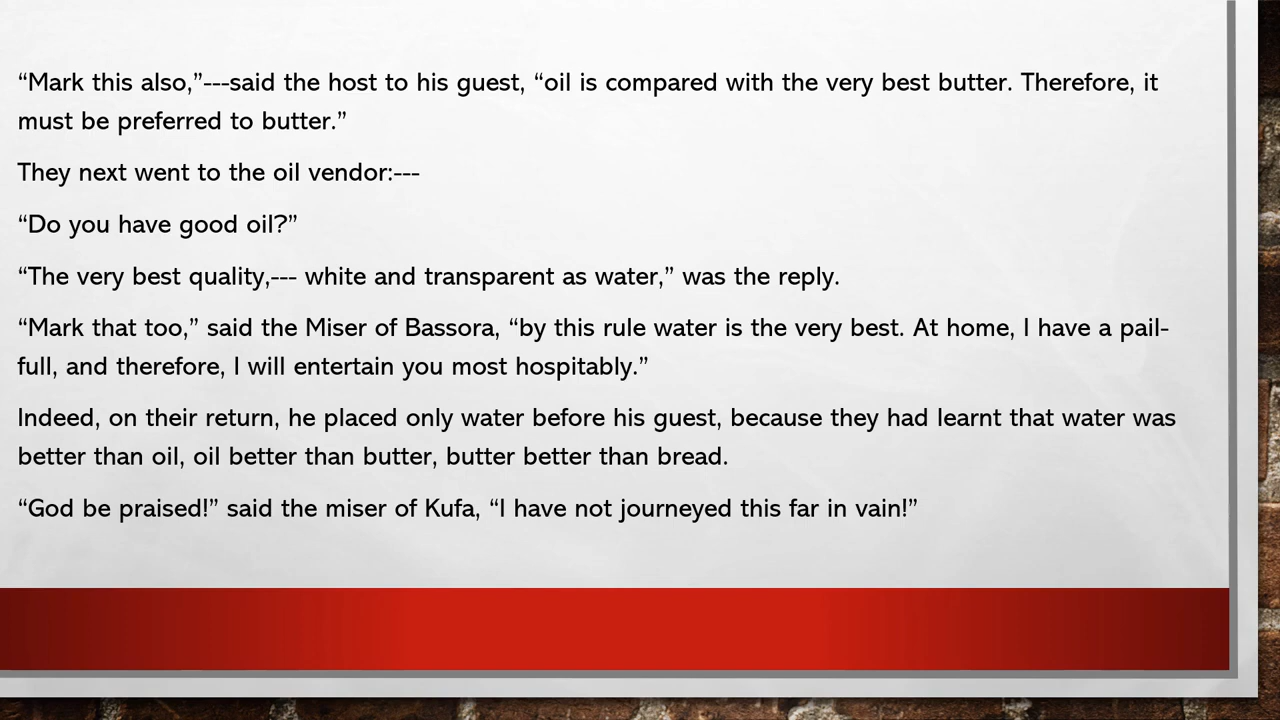 “Mark this also,”---said the host to his guest, “oil is compared with the very best butter. Therefore, it
must be preferred to butter.”
They next went to the oil vendor:---
“Do you have good oil?”
“The very best quality,--- white and transparent as water,” was the reply.
“Mark that too,” said the Miser of Bassora, “by this rule water is the very best. At home, I have a pail-
full, and therefore, I will entertain you most hospitably.”
Indeed, on their return, he placed only water before his guest, because they had learnt that water was
better than oil, oil better than butter, butter better than bread.
“God be praised!” said the miser of Kufa, “I have not journeyed this far in vain!”